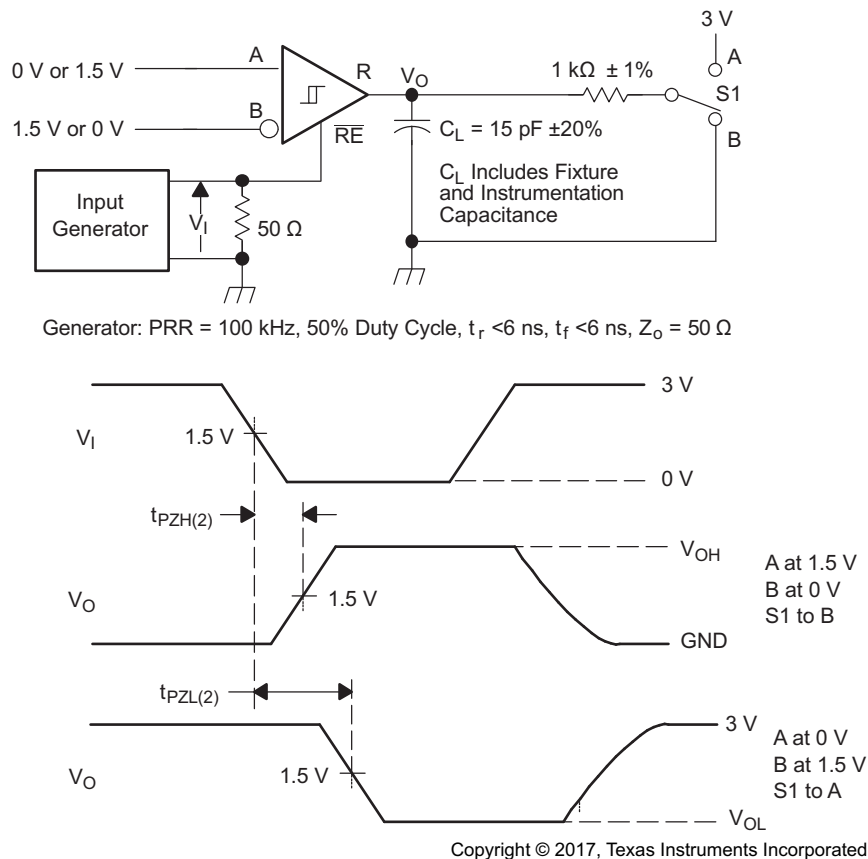 3 V
A
0 V or 1.5 V
A
R
V_O
1 kΩ ± 1%
S1
1.5 V or 0 V
B
R̅E̅
C_L = 15 pF ±20%
B
C_L Includes Fixture
and Instrumentation
Capacitance
Input
Generator
V_I
50 Ω
Generator: PRR = 100 kHz, 50% Duty Cycle, t_r <6 ns, t_f <6 ns, Z_o = 50 Ω
3 V
V_I
1.5 V
0 V
t_PZH(2)
V_OH
A at 1.5 V
B at 0 V
S1 to B
V_O
1.5 V
GND
t_PZL(2)
3 V
A at 0 V
B at 1.5 V
S1 to A
V_O
1.5 V
V_OL
Copyright © 2017, Texas Instruments Incorporated